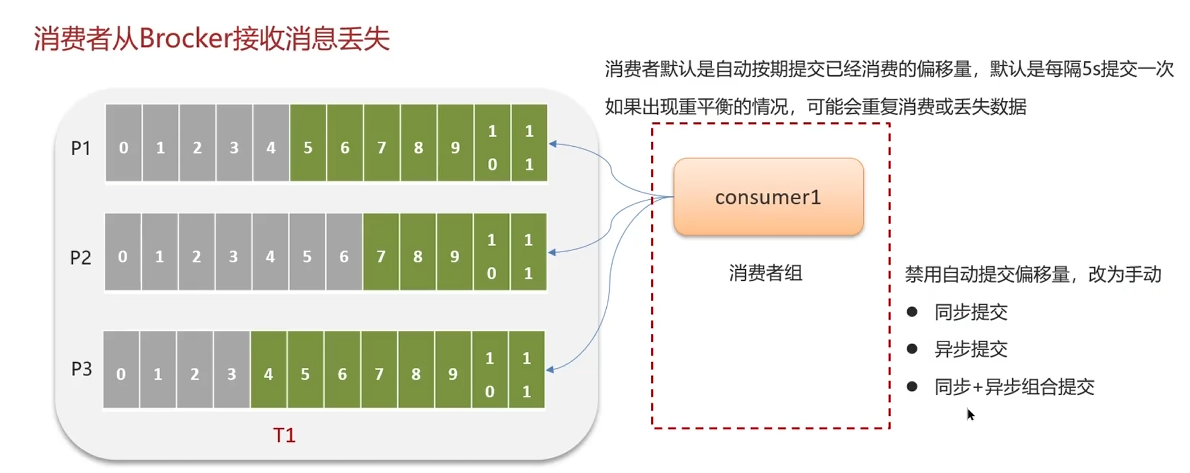 消费者从Brocker接收消息丢失
消费者默认是自动按期提交已经消费的偏移量，默认是每隔5s提交一次
如果出现重平衡的情况，可能会重复消费或丢失数据
P1 0 1 2 3 4 5 6 7 8 9 10 11
consumer1
P2 0 1 2 3 4 5 6 7 8 9 10 11
消费者组
禁用自动提交偏移量，改为手动
● 同步提交
● 异步提交
P3 0 1 2 3 4 5 6 7 8 9 10 11
● 同步+异步组合提交
T1